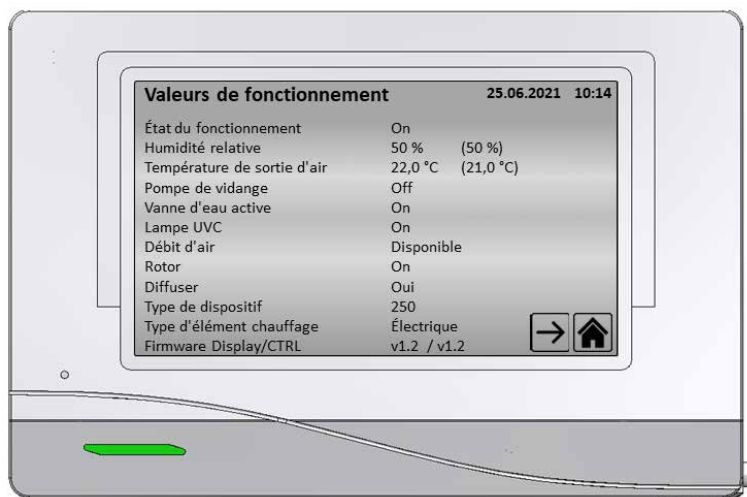 Valeurs de fonctionnement 25.06.2021 10:14
État du fonctionnement On
Humidité relative 50 % (50 %)
Température de sortie d'air 22,0 °C (21,0 °C)
Pompe de vidange Off
Vanne d'eau active On
Lampe UVC On
Débit d'air Disponible
Rotor On
Diffuser Oui
Type de dispositif 250
Type d'élément chauffage Électrique
Firmware Display/CTRL v1.2 / v1.2